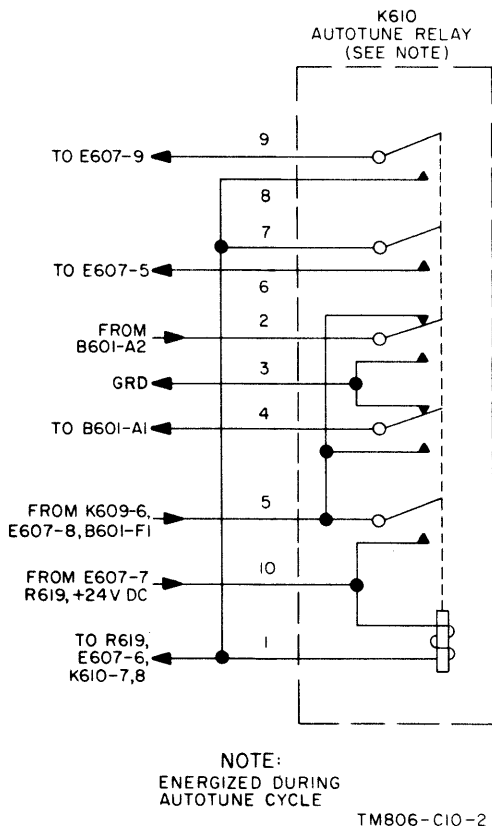 K610
AUTOTUNE RELAY
(SEE NOTE)
9
TO E607-9
8
7
TO E607-5
6
FROM
B601-A2
2
GRD
3
TO B601-A1
4
FROM K609-6,
E607-8, B601-F1
5
FROM E607-7
R619, +24V DC
10
TO R619,
E607-6,
K610-7,8
1
NOTE:
ENERGIZED DURING
AUTOTUNE CYCLE
TM806-C10-2